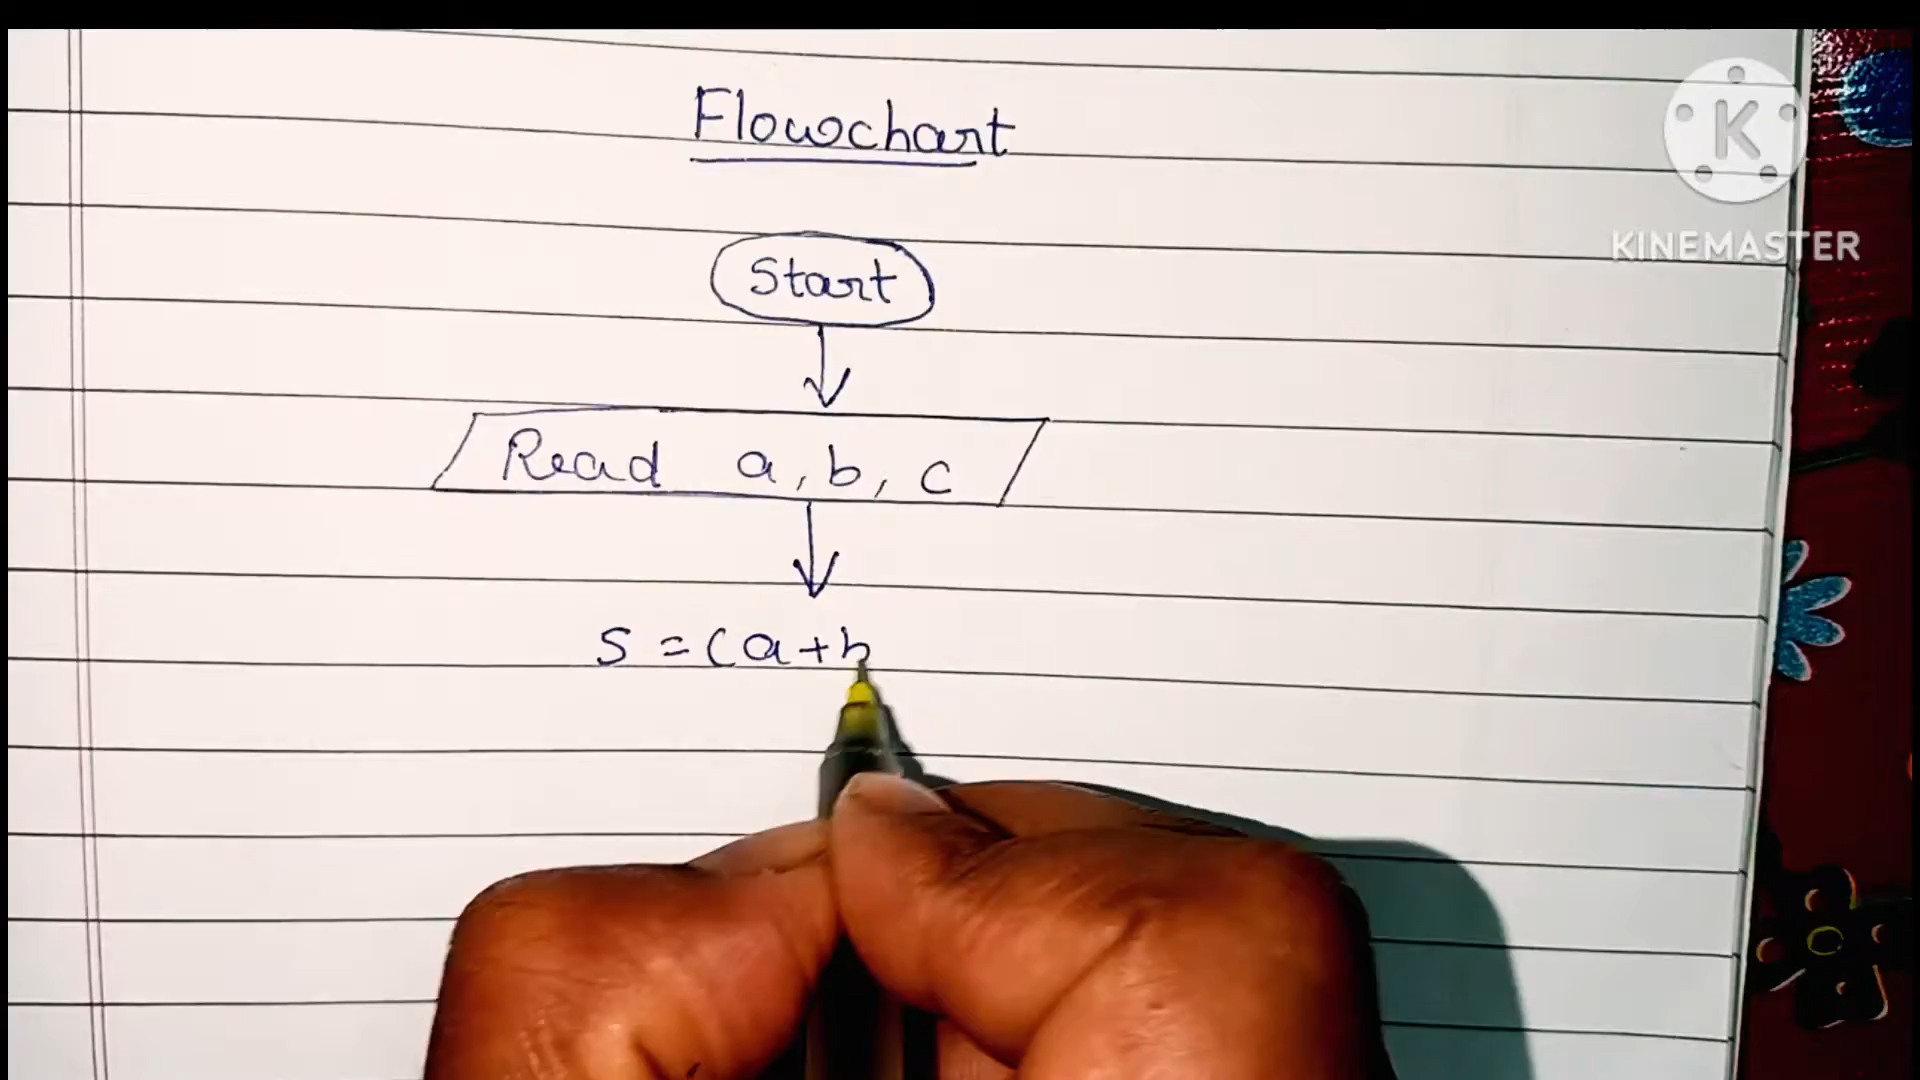 Flowchart
K
KINEMASTER
Start
Read a, b, c
S = (a+b